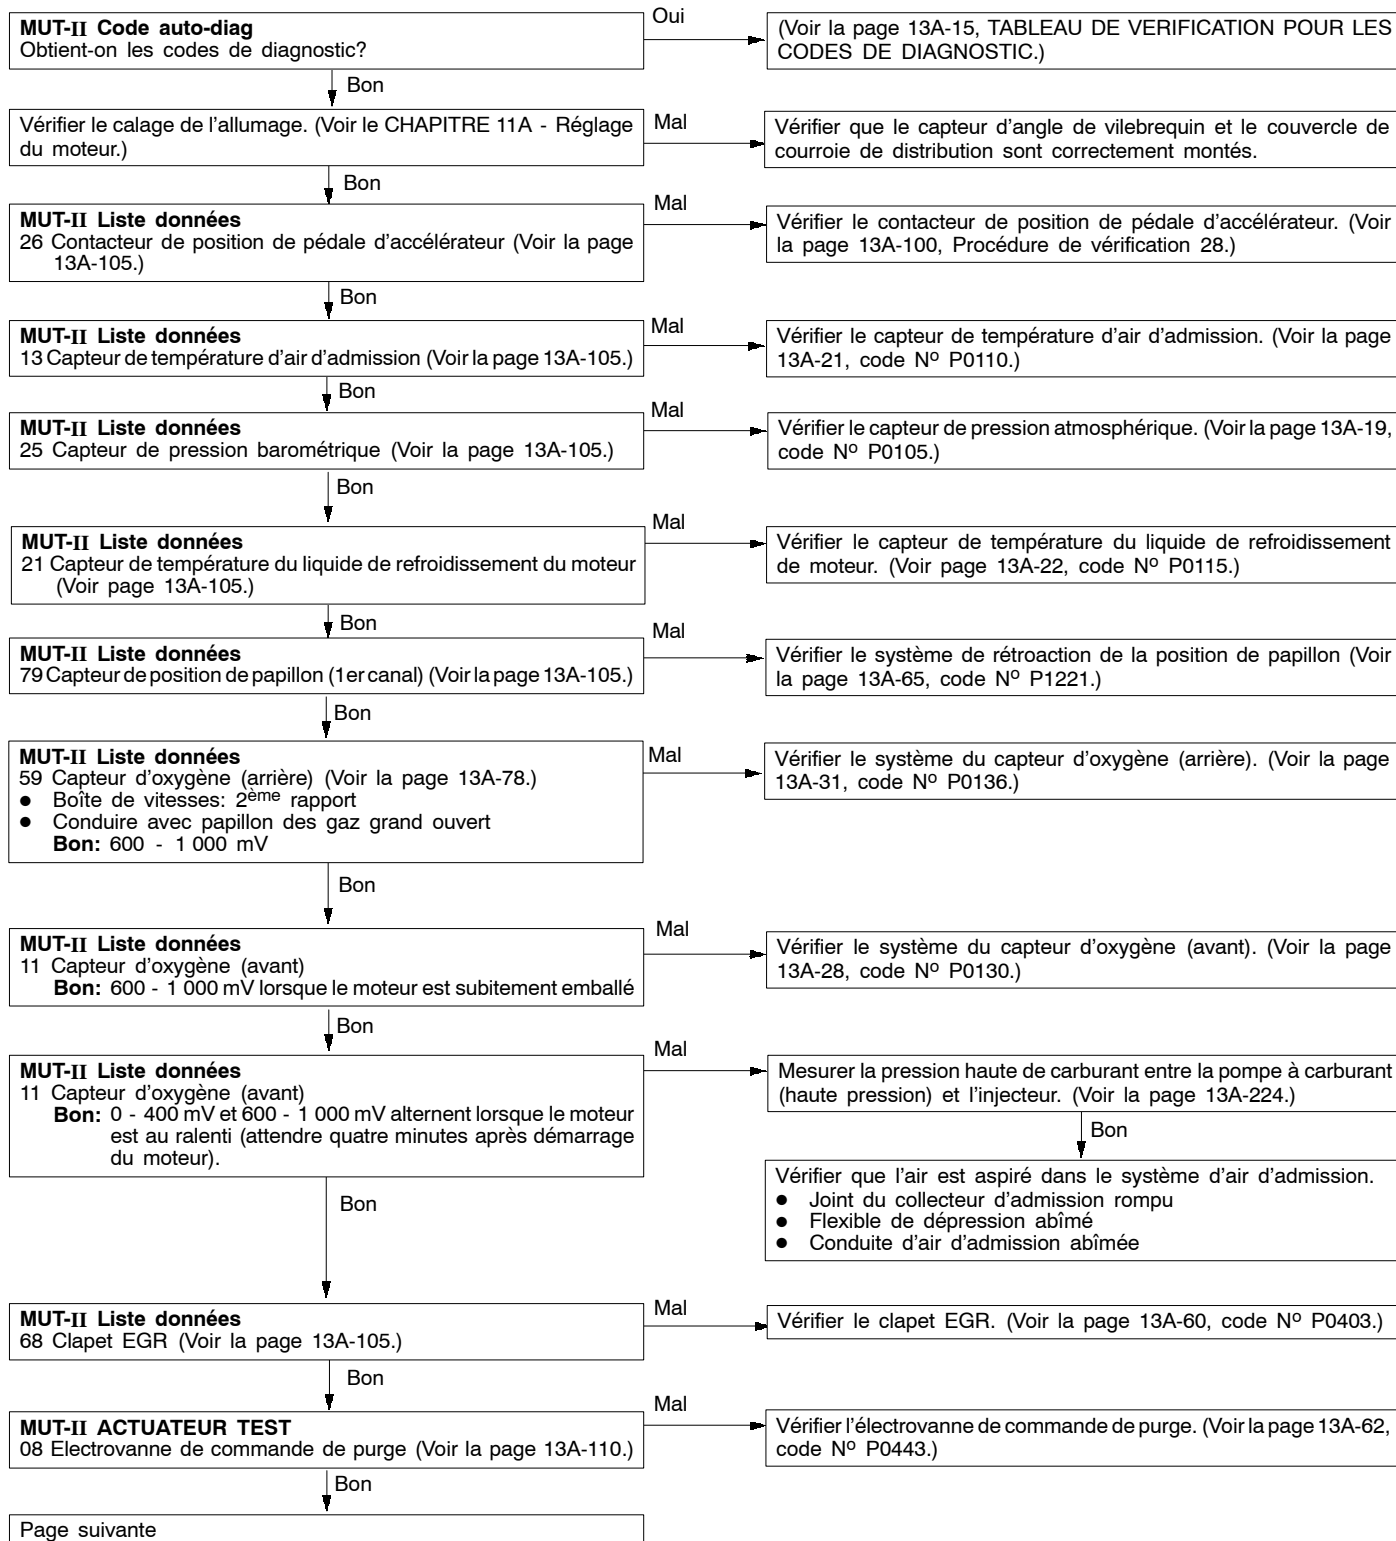 MUT-II Code auto-diag
Obtient-on les codes de diagnostic?
Oui
(Voir la page 13A-15, TABLEAU DE VERIFICATION POUR LES
CODES DE DIAGNOSTIC.)
Bon
Vérifier le calage de l'allumage. (Voir le CHAPITRE 11A - Réglage
du moteur.)
Mal
Vérifier que le capteur d'angle de vilebrequin et le couvercle de
courroie de distribution sont correctement montés.
Bon
MUT-II Liste données
26 Contacteur de position de pédale d'accélérateur (Voir la page
13A-105.)
Mal
Vérifier le contacteur de position de pédale d'accélérateur. (Voir
la page 13A-100, Procédure de vérification 28.)
Bon
MUT-II Liste données
13 Capteur de température d'air d'admission (Voir la page 13A-105.)
Mal
Vérifier le capteur de température d'air d'admission. (Voir la page
13A-21, code Nº P0110.)
Bon
MUT-II Liste données
25 Capteur de pression barométrique (Voir la page 13A-105.)
Mal
Vérifier le capteur de pression atmosphérique. (Voir la page 13A-19,
code Nº P0105.)
Bon
MUT-II Liste données
21 Capteur de température du liquide de refroidissement du moteur
(Voir page 13A-105.)
Mal
Vérifier le capteur de température du liquide de refroidissement
de moteur. (Voir page 13A-22, code Nº P0115.)
Bon
MUT-II Liste données
79 Capteur de position de papillon (1er canal) (Voir la page 13A-105.)
Mal
Vérifier le système de rétroaction de la position de papillon (Voir
la page 13A-65, code Nº P1221.)
Bon
MUT-II Liste données
59 Capteur d'oxygène (arrière) (Voir la page 13A-78.)
● Boîte de vitesses: 2ème rapport
● Conduire avec papillon des gaz grand ouvert
Bon: 600 - 1 000 mV
Mal
Vérifier le système du capteur d'oxygène (arrière). (Voir la page
13A-31, code Nº P0136.)
Bon
MUT-II Liste données
11 Capteur d'oxygène (avant)
Bon: 600 - 1 000 mV lorsque le moteur est subitement emballé
Mal
Vérifier le système du capteur d'oxygène (avant). (Voir la page
13A-28, code Nº P0130.)
Bon
MUT-II Liste données
11 Capteur d'oxygène (avant)
Bon: 0 - 400 mV et 600 - 1 000 mV alternent lorsque le moteur
est au ralenti (attendre quatre minutes après démarrage
du moteur).
Mal
Mesurer la pression haute de carburant entre la pompe à carburant
(haute pression) et l'injecteur. (Voir la page 13A-224.)
Bon
Vérifier que l'air est aspiré dans le système d'air d'admission.
● Joint du collecteur d'admission rompu
● Flexible de dépression abîmé
● Conduite d'air d'admission abîmée
Bon
MUT-II Liste données
68 Clapet EGR (Voir la page 13A-105.)
Mal
Vérifier le clapet EGR. (Voir la page 13A-60, code Nº P0403.)
Bon
MUT-II ACTUATEUR TEST
08 Electrovanne de commande de purge (Voir la page 13A-110.)
Mal
Vérifier l'électrovanne de commande de purge. (Voir la page 13A-62,
code Nº P0443.)
Bon
Page suivante